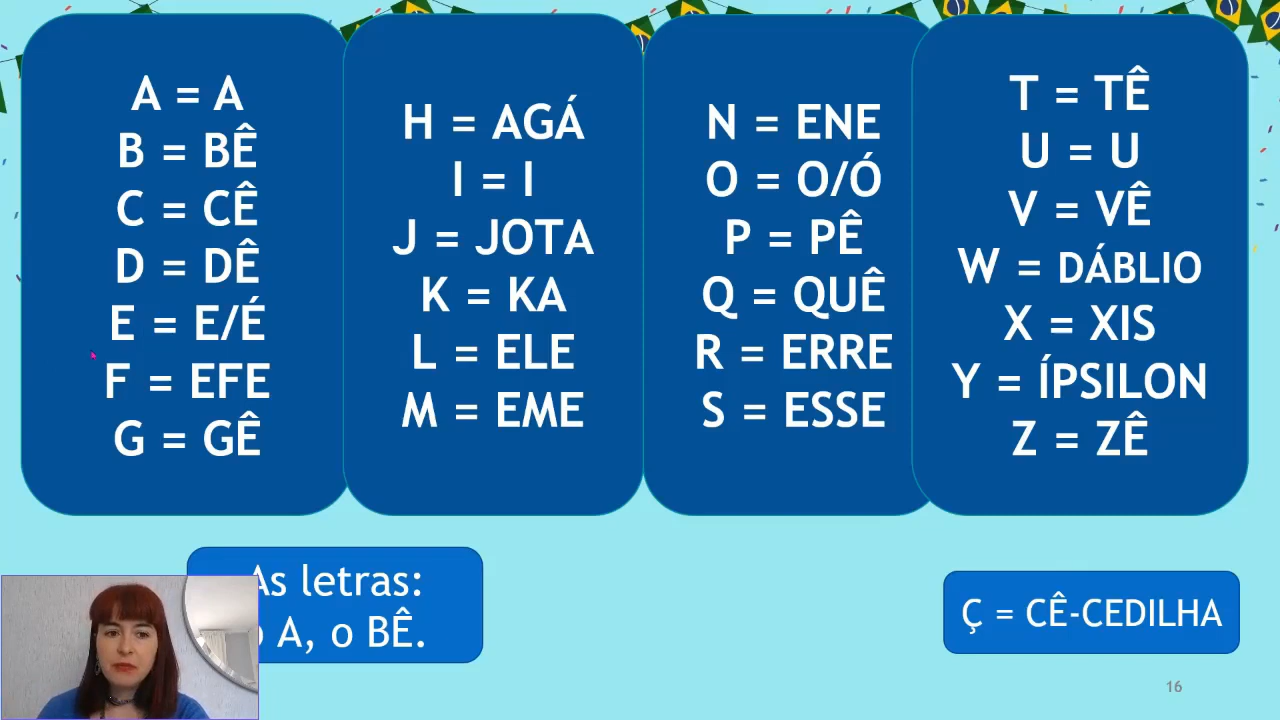 A = A
B = BÊ
C = CÊ
D = DÊ
E = E/É
F = EFE
G = GÊ
H = AGÁ
I = I
J = JOTA
K = KA
L = ELE
M = EME
N = ENE
O = O/Ó
P = PÊ
Q = QUÊ
R = ERRE
S = ESSE
T = TÊ
U = U
V = VÊ
W = DÁBLIO
X = XIS
Y = ÍPSILON
Z = ZÊ
As letras:
o A, o BÊ.
Ç = CÊ-CEDILHA
16